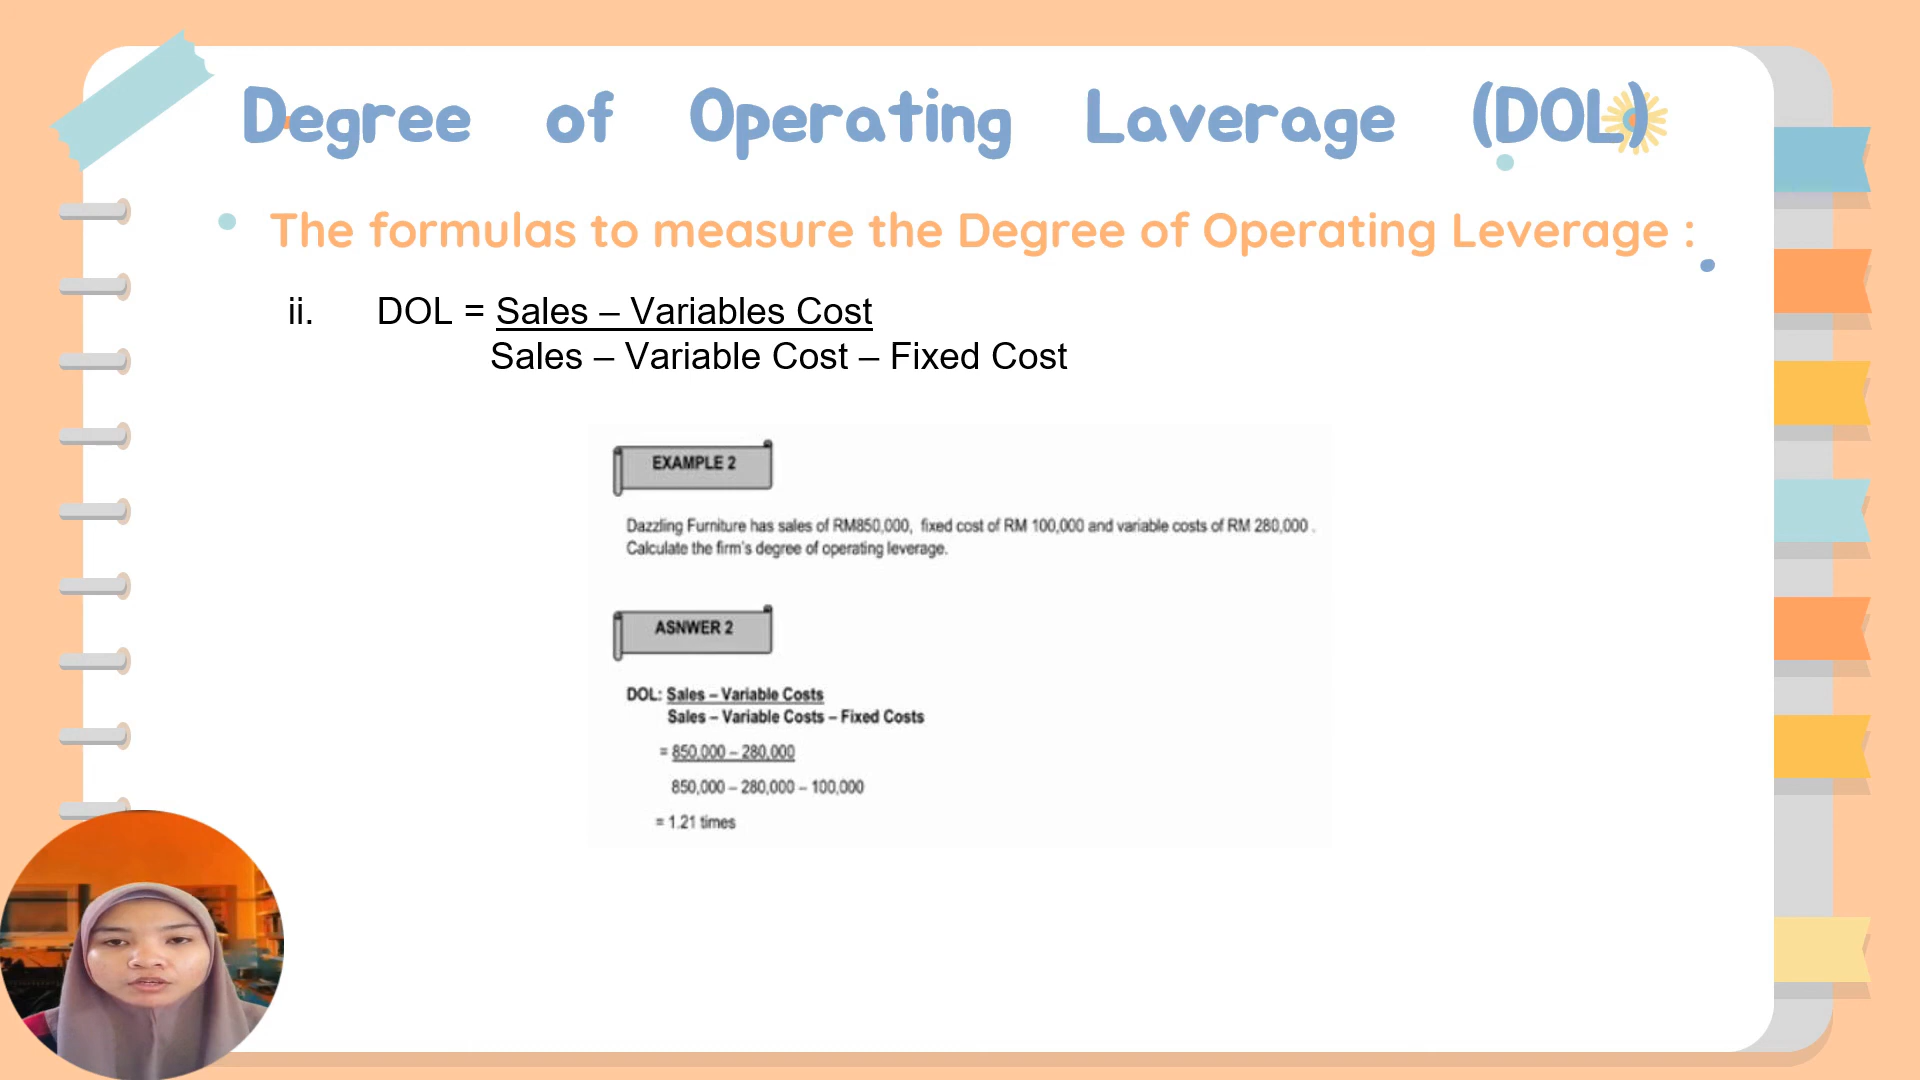 Degree of Operating Laverage (DOL)
The formulas to measure the Degree of Operating Leverage :
ii. DOL = Sales – Variables Cost
Sales – Variable Cost – Fixed Cost
EXAMPLE 2
Dazzling Furniture has sales of RM850,000, fixed cost of RM 100,000 and variable costs of RM 280,000 .
Calculate the firm's degree of operating leverage.
ASNWER 2
DOL: Sales – Variable Costs
Sales – Variable Costs – Fixed Costs
= 850,000 – 280,000
850,000 – 280,000 – 100,000
= 1.21 times